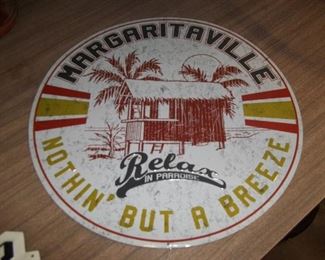 MARGARITAVILLE
Relax
IN PARADISE
NOTHIN' BUT A BREEZE